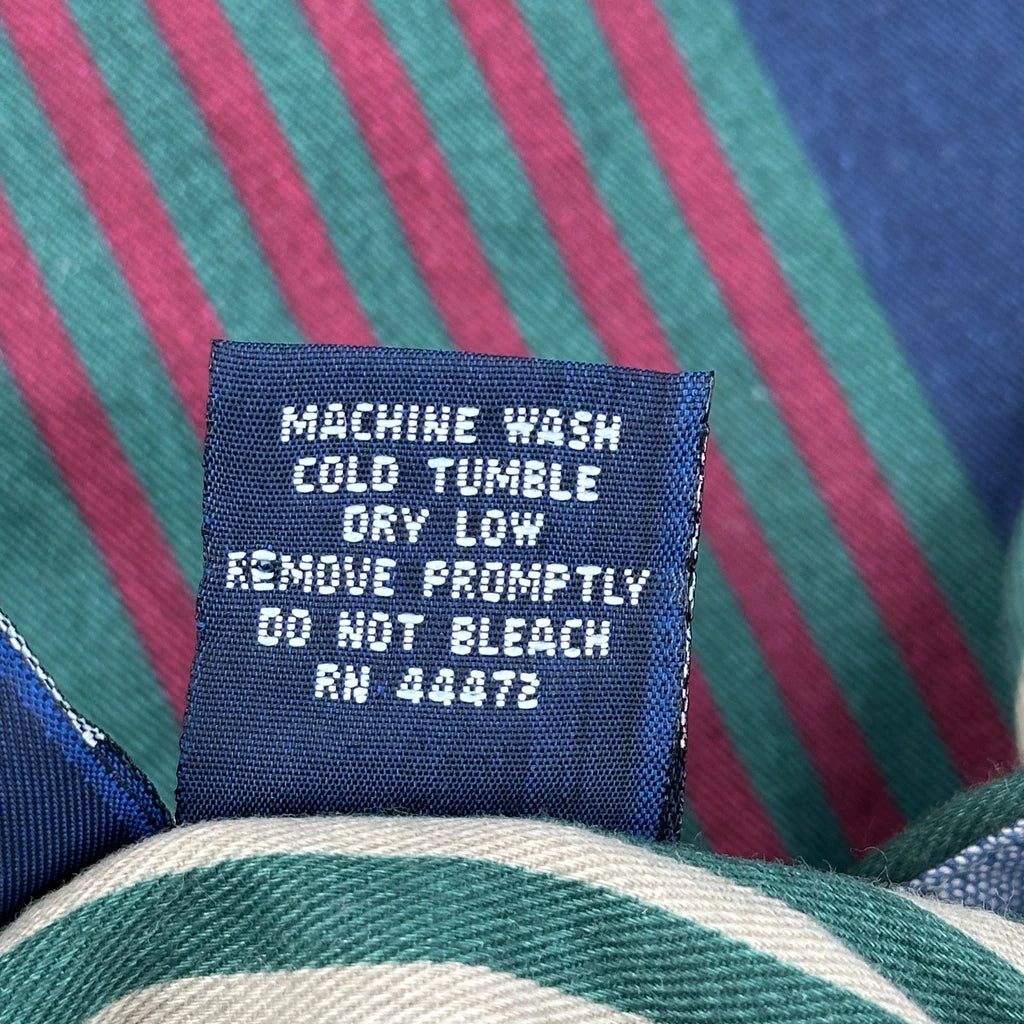 MACHINE WASH
COLD TUMBLE
DRY LOW
REMOVE PROMPTLY
DO NOT BLEACH
RN 44472